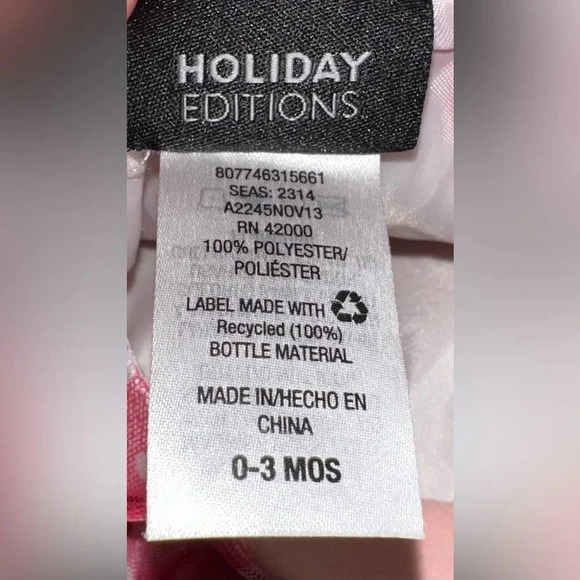 HOLIDAY
EDITIONS
807746315661
SEAS: 2314
A2245NOV13
RN 42000
100% POLYESTER/
POLIÉSTER
LABEL MADE WITH
Recycled (100%)
BOTTLE MATERIAL
MADE IN/HECHO EN
CHINA
0-3 MOS